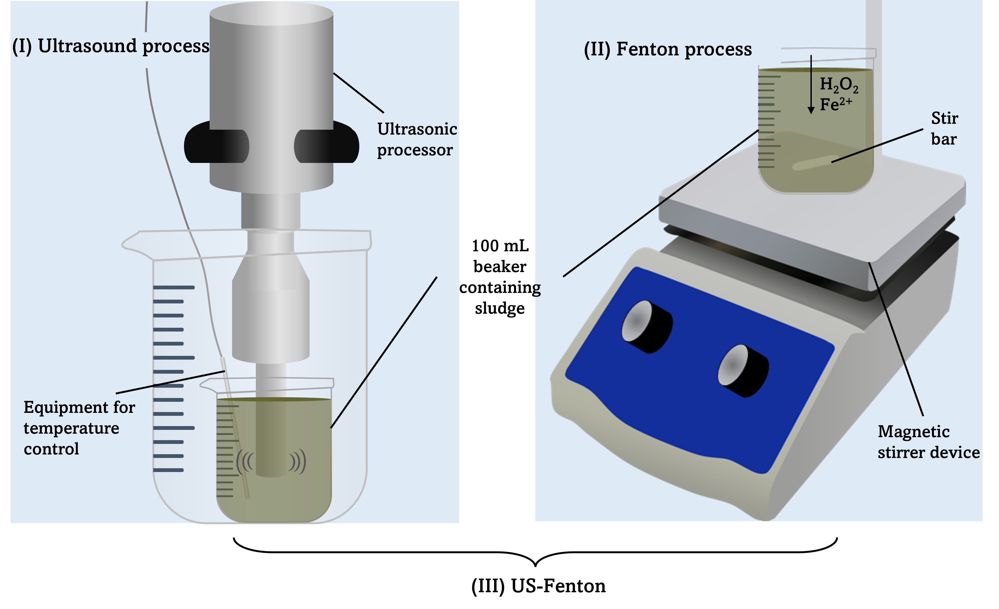 (I) Ultrasound process
Ultrasonic
processor
Equipment for
temperature
control
100 mL
beaker
containing
sludge
(II) Fenton process
H₂O₂
Fe²⁺
Stir
bar
Magnetic
stirrer device
(III) US-Fenton